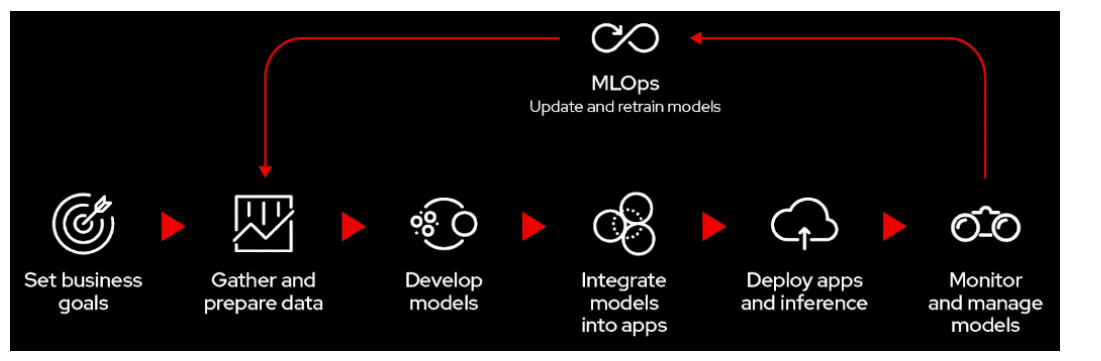 MLOps
Update and retrain models
Set business
goals
Gather and
prepare data
Develop
models
Integrate
models
into apps
Deploy apps
and inference
Monitor
and manage
models